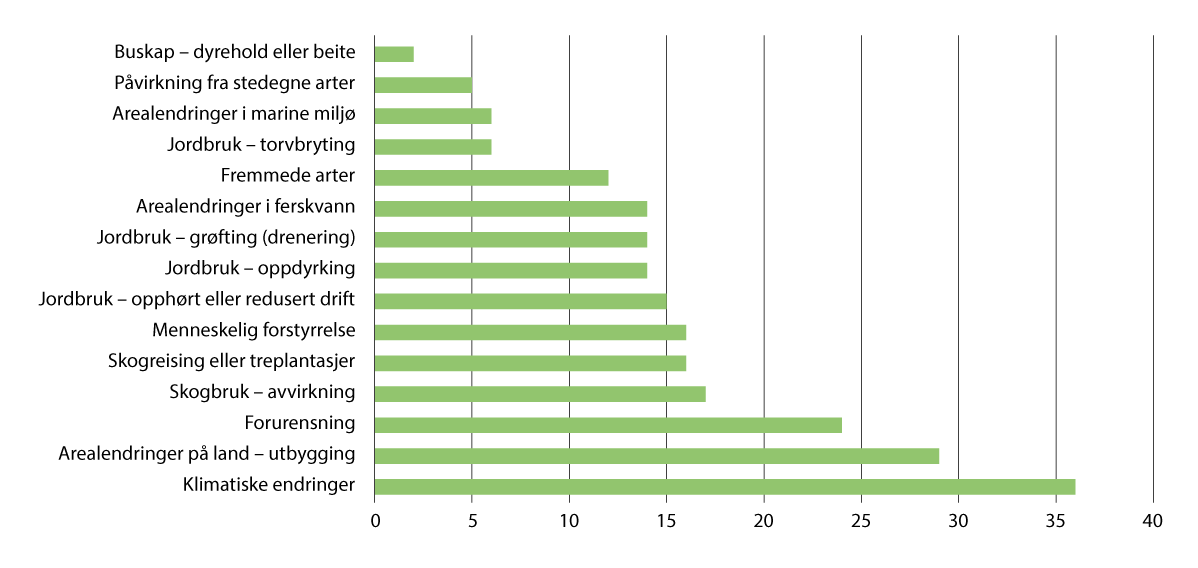 Buskap – dyrehold eller beite
Påvirkning fra stedegne arter
Arealendringer i marine miljø
Jordbruk – torvbryting
Fremmede arter
Arealendringer i ferskvann
Jordbruk – grøfting (drenering)
Jordbruk – oppdyrking
Jordbruk – opphørt eller redusert drift
Menneskelig forstyrrelse
Skogreising eller treplantasjer
Skogbruk – avvirkning
Forurensning
Arealendringer på land – utbygging
Klimatiske endringer
0 5 10 15 20 25 30 35 40